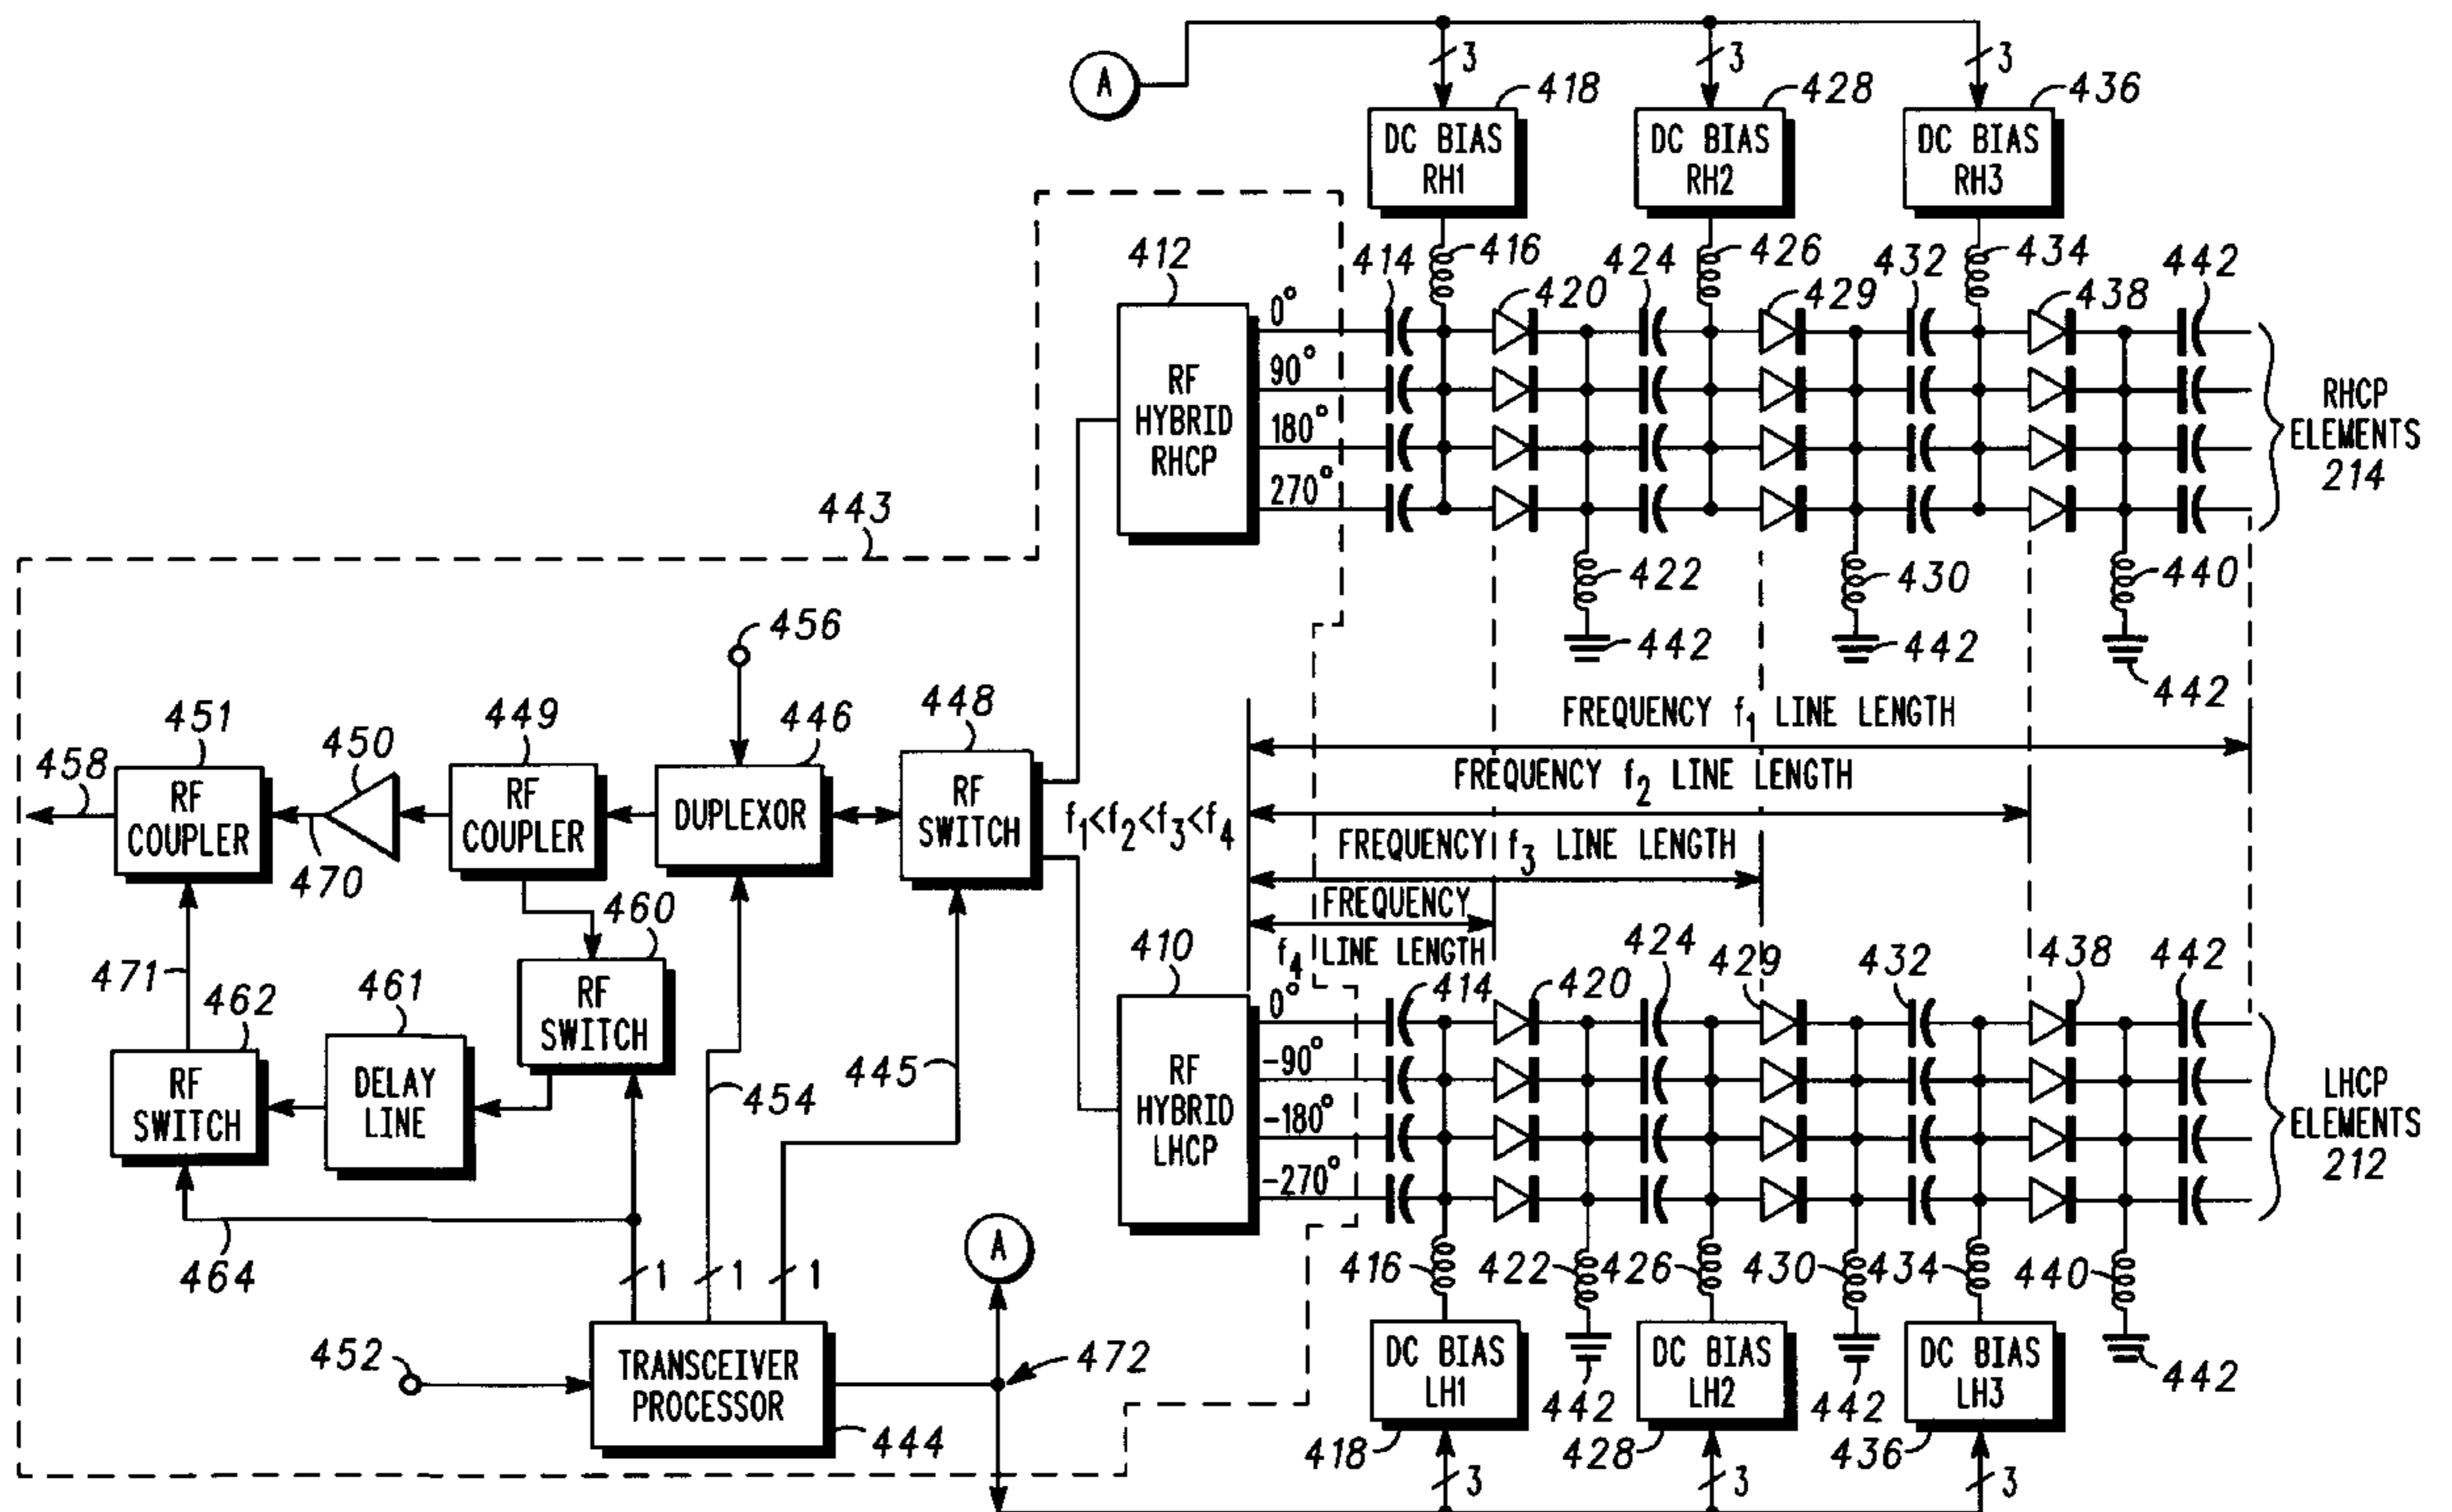 A
3
3
3
418
428
436
DC BIAS
RH1
DC BIAS
RH2
DC BIAS
RH3
412
414
416
424
426
432
434
442
420
429
438
RF
HYBRID
RHCP
0°
90°
180°
270°
RHCP
ELEMENTS
214
443
422
430
440
442
442
442
456
451
450
449
446
448
458
RF
COUPLER
470
RF
COUPLER
DUPLEXOR
RF
SWITCH
f1<f2<f3<f4
FREQUENCY f1 LINE LENGTH
FREQUENCY f2 LINE LENGTH
FREQUENCY f3 LINE LENGTH
FREQUENCY
f4 LINE LENGTH
460
471
462
461
RF
SWITCH
RF
SWITCH
DELAY
LINE
454
445
464
1
1
1
410
RF
HYBRID
LHCP
0°
-90°
-180°
-270°
414
420
424
429
432
438
442
LHCP
ELEMENTS
212
416
422
426
430
434
440
A
452
TRANSCEIVER
PROCESSOR
444
472
DC BIAS
LH1
DC BIAS
LH2
DC BIAS
LH3
442
442
442
418
428
436
3
3
3